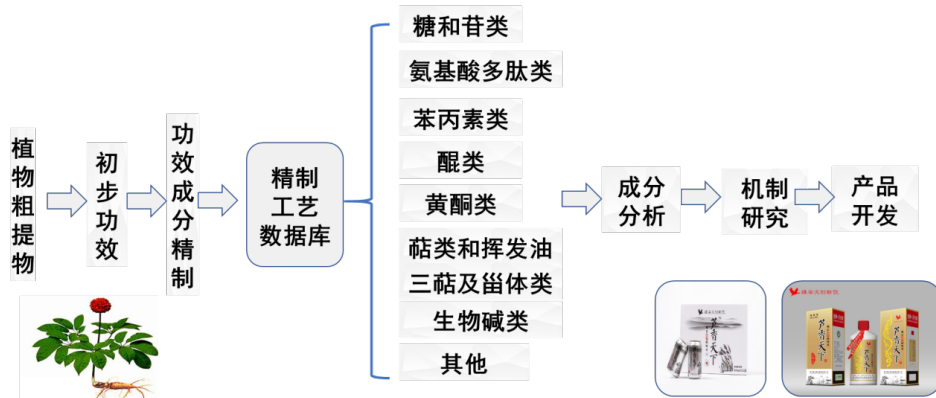 植物粗提物
初步功效
功效成分精制
精制
工艺
数据库
糖和苷类
氨基酸多肽类
苯丙素类
醌类
黄酮类
萜类和挥发油
三萜及甾体类
生物碱类
其他
成分
分析
机制
研究
产品
开发